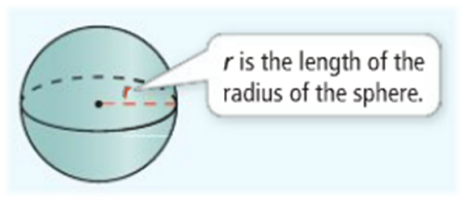 r
r is the length of the
radius of the sphere.